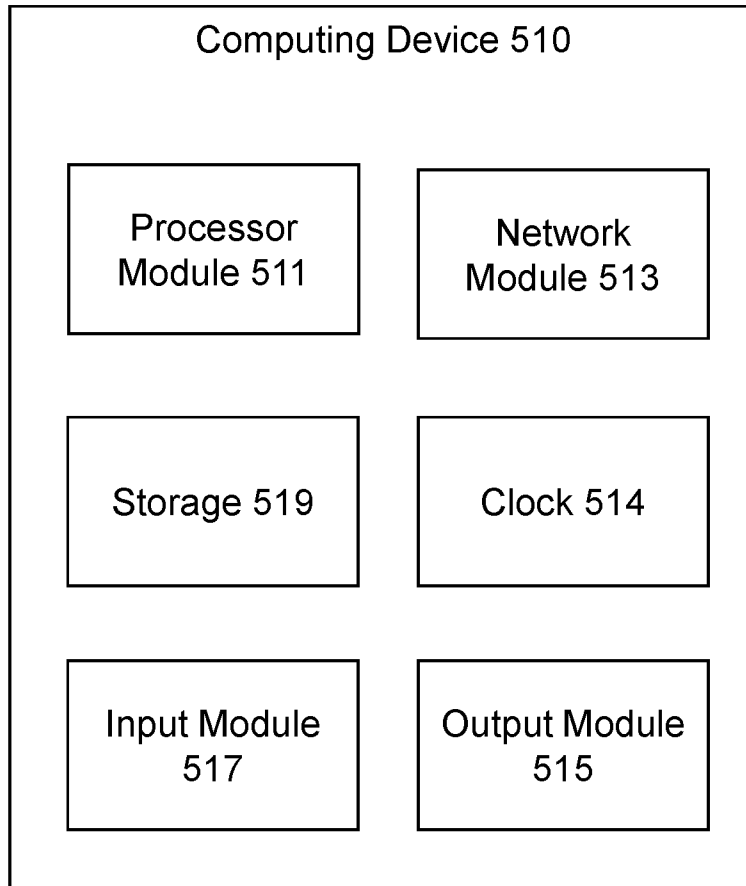 Computing Device 510
Processor
Module 511
Network
Module 513
Storage 519
Clock 514
Input Module
517
Output Module
515